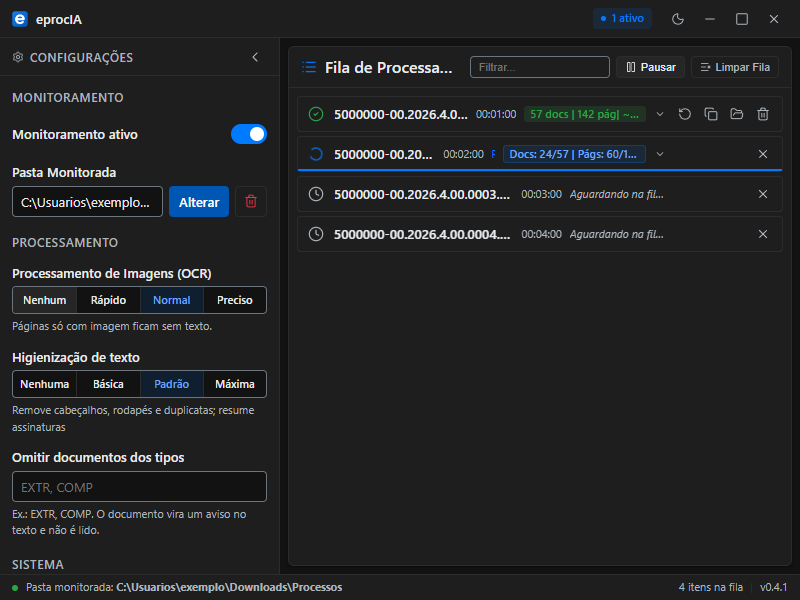 eprocIA
1 ativo
CONFIGURAÇÕES
MONITORAMENTO
Monitoramento ativo
Pasta Monitorada
C:\Usuarios\exemplo...
Alterar
PROCESSAMENTO
Processamento de Imagens (OCR)
Nenhum Rápido Normal Preciso
Páginas só com imagem ficam sem texto.
Higienização de texto
Nenhuma Básica Padrão Máxima
Remove cabeçalhos, rodapés e duplicatas; resume
assinaturas
Omitir documentos dos tipos
EXTR, COMP
Ex.: EXTR, COMP. O documento vira um aviso no
texto e não é lido.
SISTEMA
Fila de Processa...
Filtrar...
Pausar
Limpar Fila
5000000-00.2026.4.0... 00:01:00 57 docs | 142 pág| ~...
5000000-00.20... 00:02:00 Docs: 24/57 | Págs: 60/1...
5000000-00.2026.4.00.0003.... 00:03:00 Aguardando na fil...
5000000-00.2026.4.00.0004.... 00:04:00 Aguardando na fil...
Pasta monitorada: C:\Usuarios\exemplo\Downloads\Processos
4 itens na fila
v0.4.1